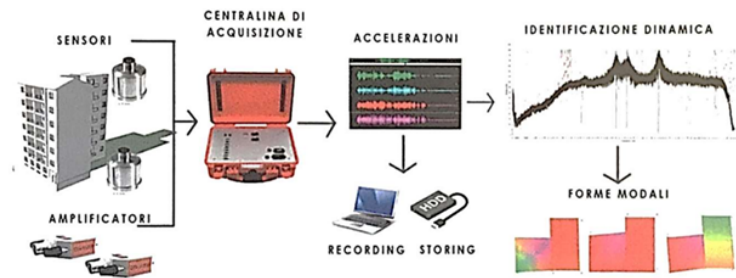 SENSORI
CENTRALINA DI
ACQUISIZIONE
ACCELERAZIONI
IDENTIFICAZIONE DINAMICA
AMPLIFICATORI
HDD
RECORDING
STORING
FORME MODALI